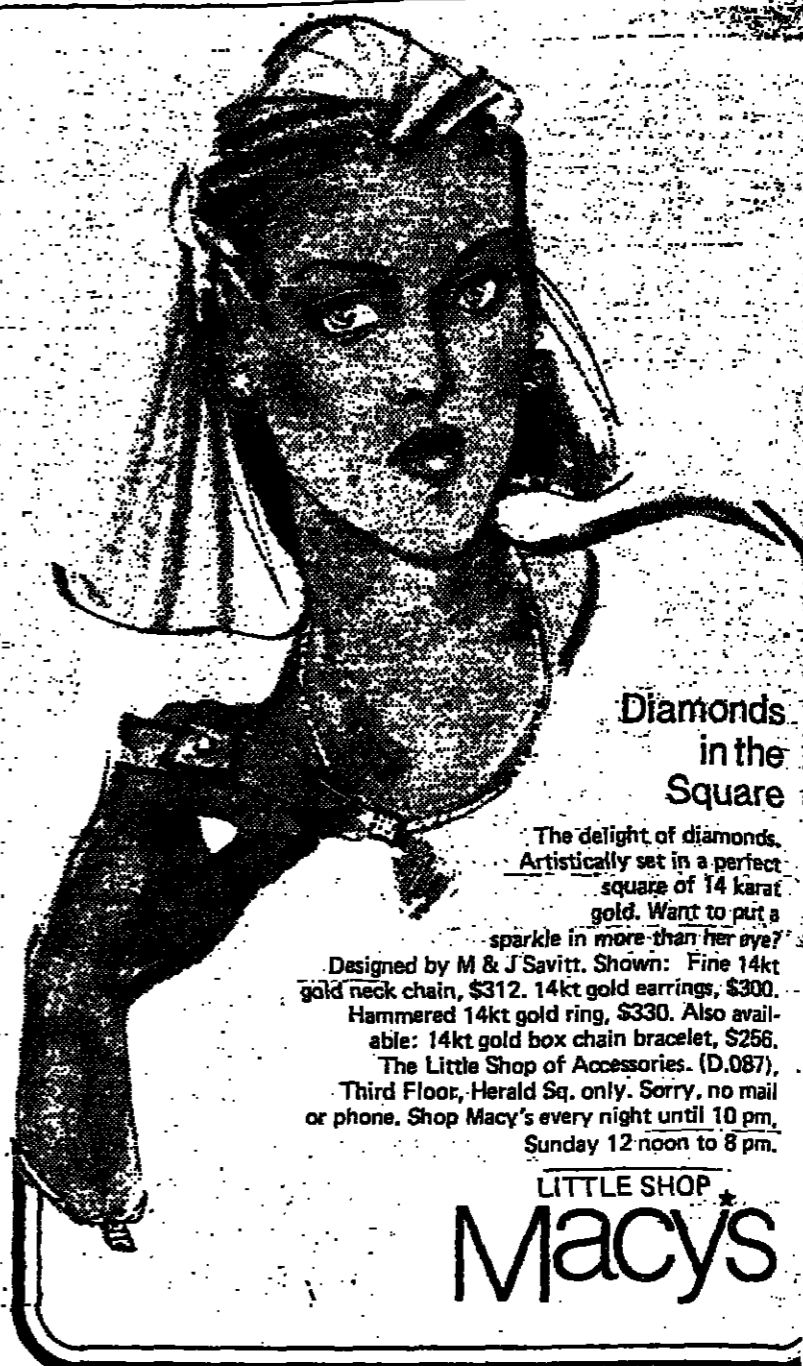 Diamonds
in the
Square
The delight of diamonds.
Artistically set in a perfect
square of 14 karat
gold. Want to put a
sparkle in more than her eye?
Designed by M & J Savitt. Shown: Fine 14kt
gold neck chain, $312. 14kt gold earrings, $300.
Hammered 14kt gold ring, $330. Also avail-
able: 14kt gold box chain bracelet, $256.
The Little Shop of Accessories. (D.087),
Third Floor, Herald Sq. only. Sorry, no mail
or phone. Shop Macy's every night until 10 pm,
Sunday 12 noon to 8 pm.
LITTLE SHOP
Macy's